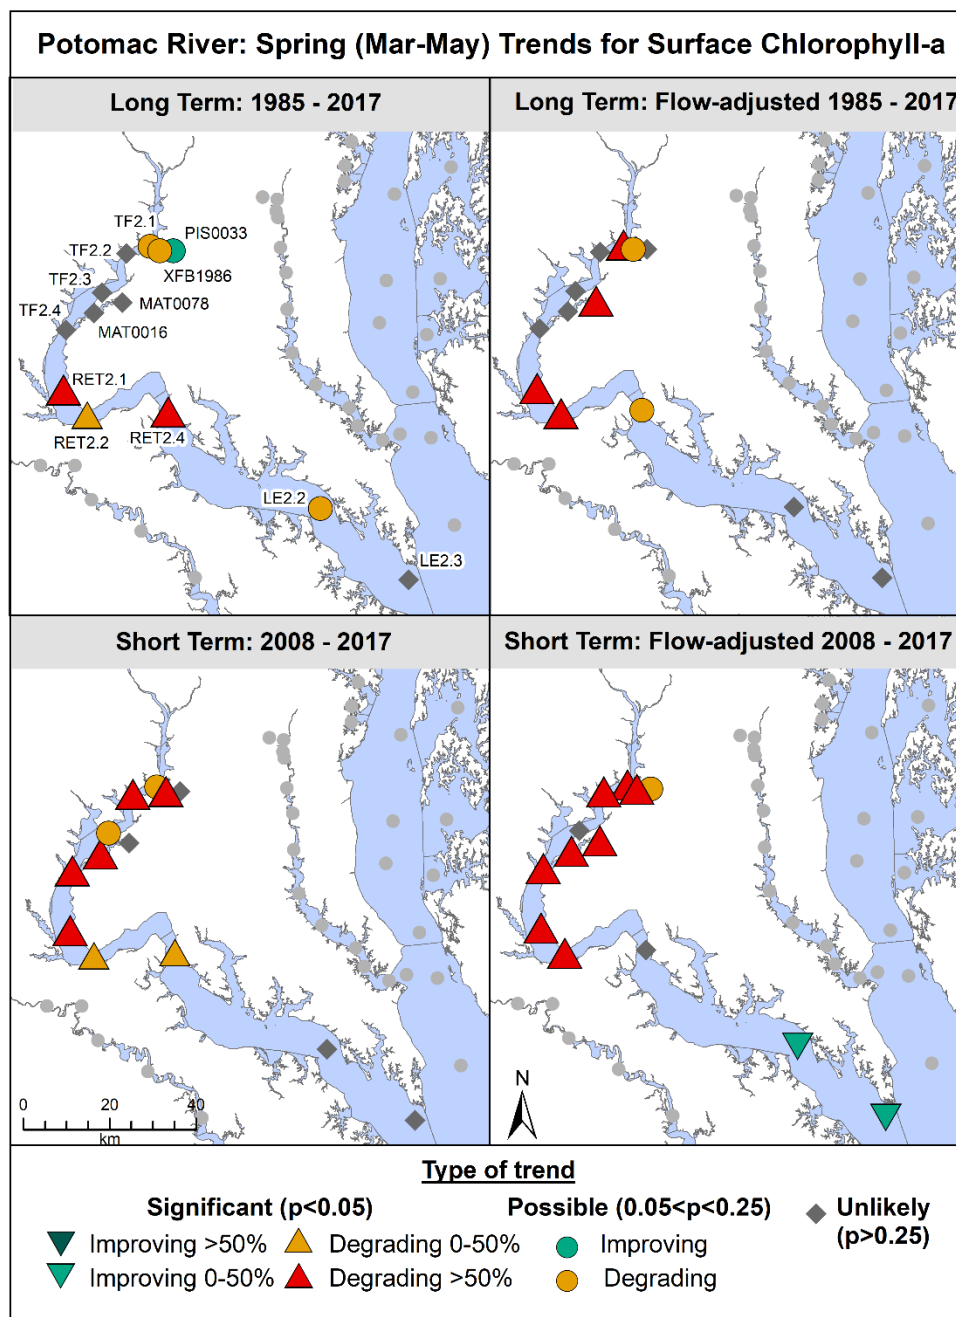 Potomac River: Spring (Mar-May) Trends for Surface Chlorophyll-a
Long Term: 1985 - 2017
Long Term: Flow-adjusted 1985 - 2017
TF2.1
PIS0033
TF2.2
XFB1986
TF2.3
MAT0078
TF2.4
MAT0016
RET2.1
RET2.2
RET2.4
LE2.2
LE2.3
Short Term: 2008 - 2017
Short Term: Flow-adjusted 2008 - 2017
0 20 40
km
N
Type of trend
Significant (p<0.05)
Possible (0.05<p<0.25)
Unlikely
(p>0.25)
Improving >50%
Degrading 0-50%
Improving
Improving 0-50%
Degrading >50%
Degrading